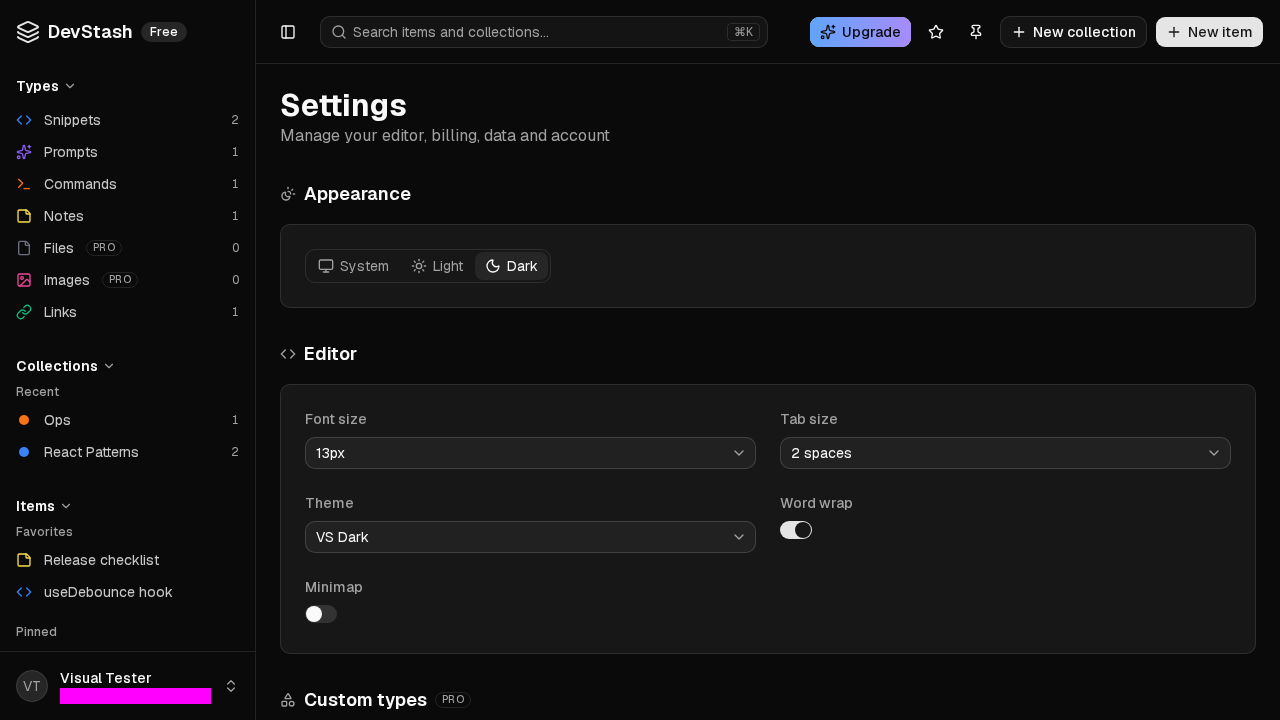 DevStash Free
Search items and collections... ⌘K
Upgrade
New collection
New item
Types
Snippets 2
Prompts 1
Commands 1
Notes 1
Files PRO 0
Images PRO 0
Links 1
Collections
Recent
Ops 1
React Patterns 2
Items
Favorites
Release checklist
useDebounce hook
Pinned
VT Visual Tester
Settings
Manage your editor, billing, data and account
Appearance
System Light Dark
Editor
Font size Tab size
13px 2 spaces
Theme Word wrap
VS Dark
Minimap
Custom types PRO